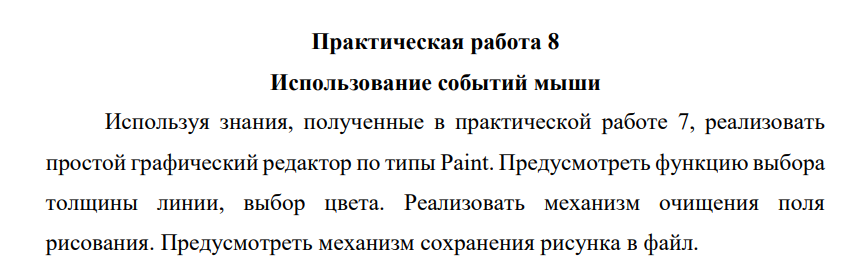 Практическая работа 8
Использование событий мыши
Используя знания, полученные в практической работе 7, реализовать
простой графический редактор по типы Paint. Предусмотреть функцию выбора
толщины линии, выбор цвета. Реализовать механизм очищения поля
рисования. Предусмотреть механизм сохранения рисунка в файл.